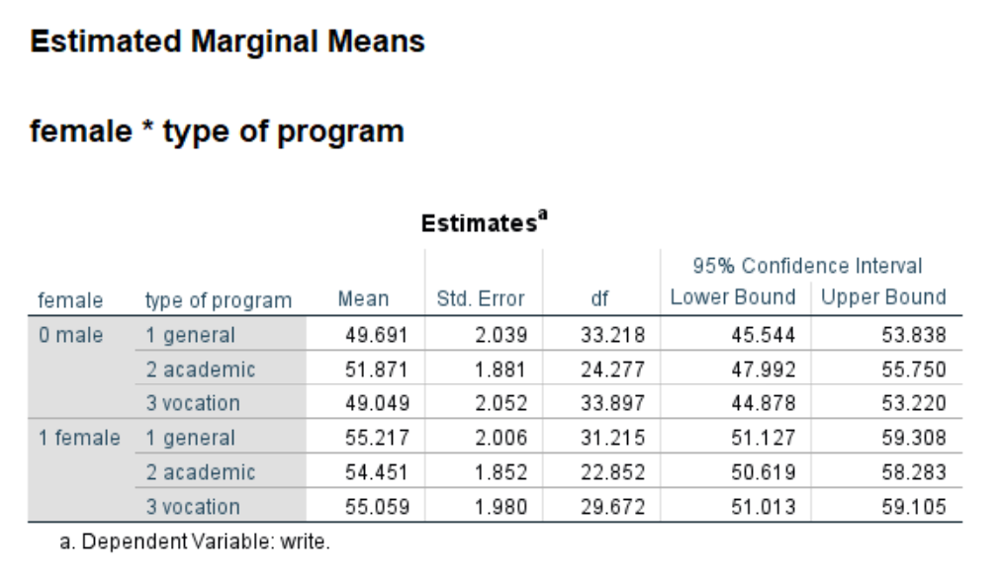 Estimated Marginal Means
female * type of program
Estimatesª
95% Confidence Interval
female type of program Mean Std. Error df Lower Bound Upper Bound
0 male 1 general 49.691 2.039 33.218 45.544 53.838
2 academic 51.871 1.881 24.277 47.992 55.750
3 vocation 49.049 2.052 33.897 44.878 53.220
1 female 1 general 55.217 2.006 31.215 51.127 59.308
2 academic 54.451 1.852 22.852 50.619 58.283
3 vocation 55.059 1.980 29.672 51.013 59.105
a. Dependent Variable: write.